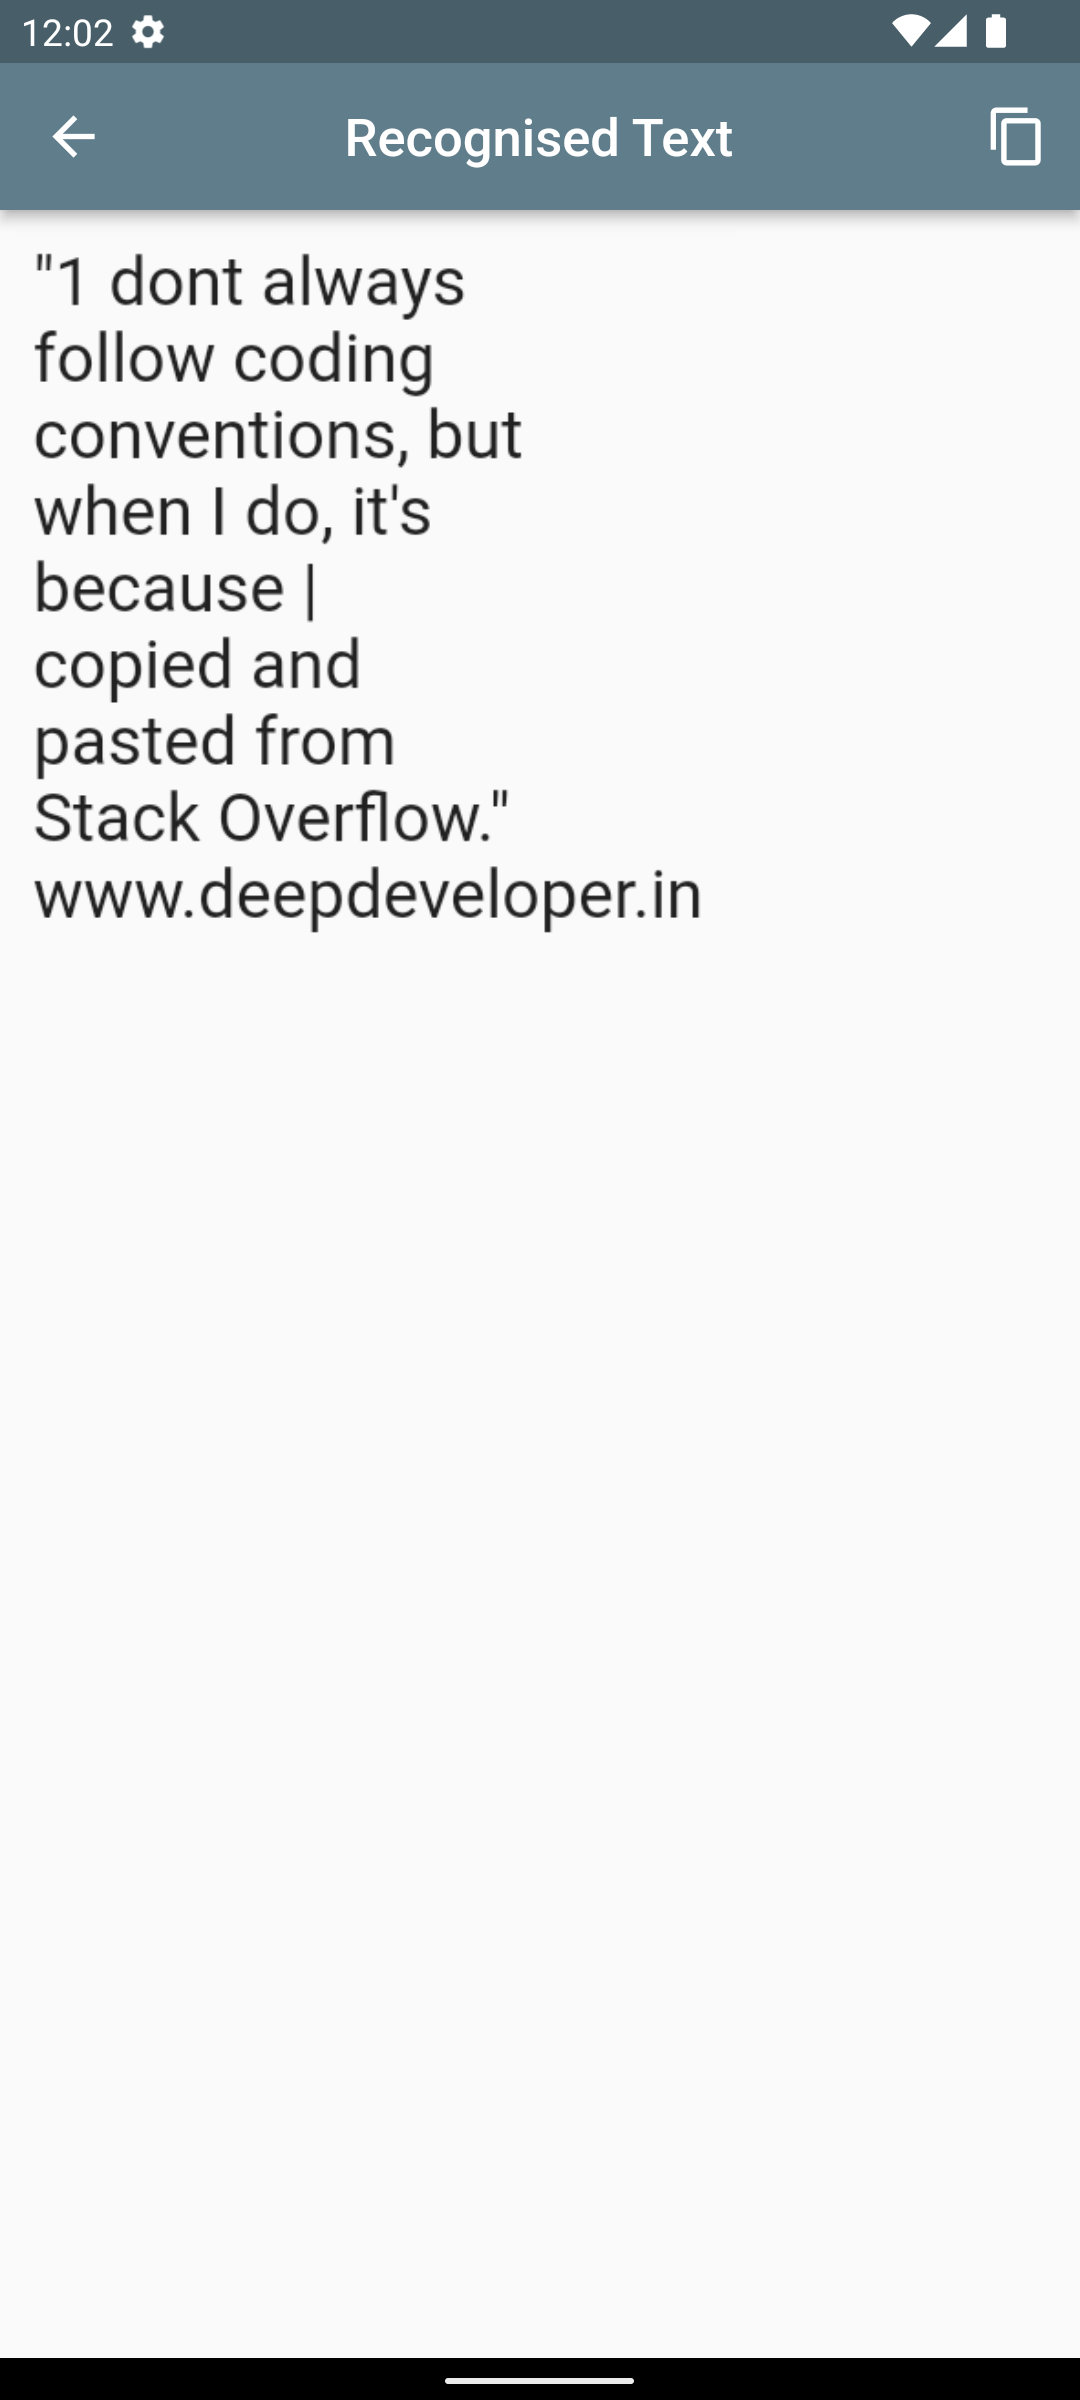 12:02
Recognised Text
"1 dont always
follow coding
conventions, but
when I do, it's
because |
copied and
pasted from
Stack Overflow."
www.deepdeveloper.in